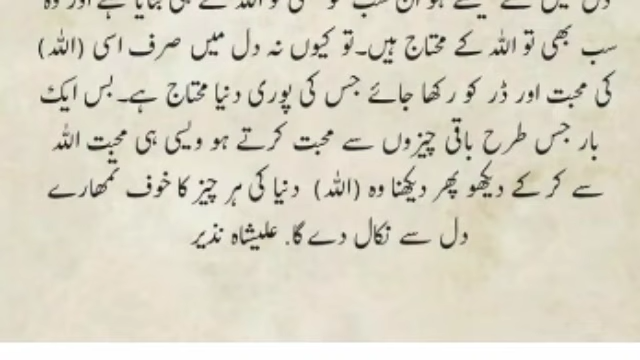 سب بھی تو اللہ کے محتاج ہیں۔تو کیوں نہ دل میں صرف اسی (اللہ)
کی محبت اور ڈر کو رکھا جائے جس کی پوری دنیا محتاج ہے۔بس ایک
بار جس طرح باقی چیزوں سے محبت کرتے ہو ویسی ہی محبت اللہ
سے کر کے دیکھو پھر دیکھنا وہ (اللہ) دنیا کی ہر چیز کا خوف تمھارے
دل سے نکال دے گا. علیشاہ نذیر